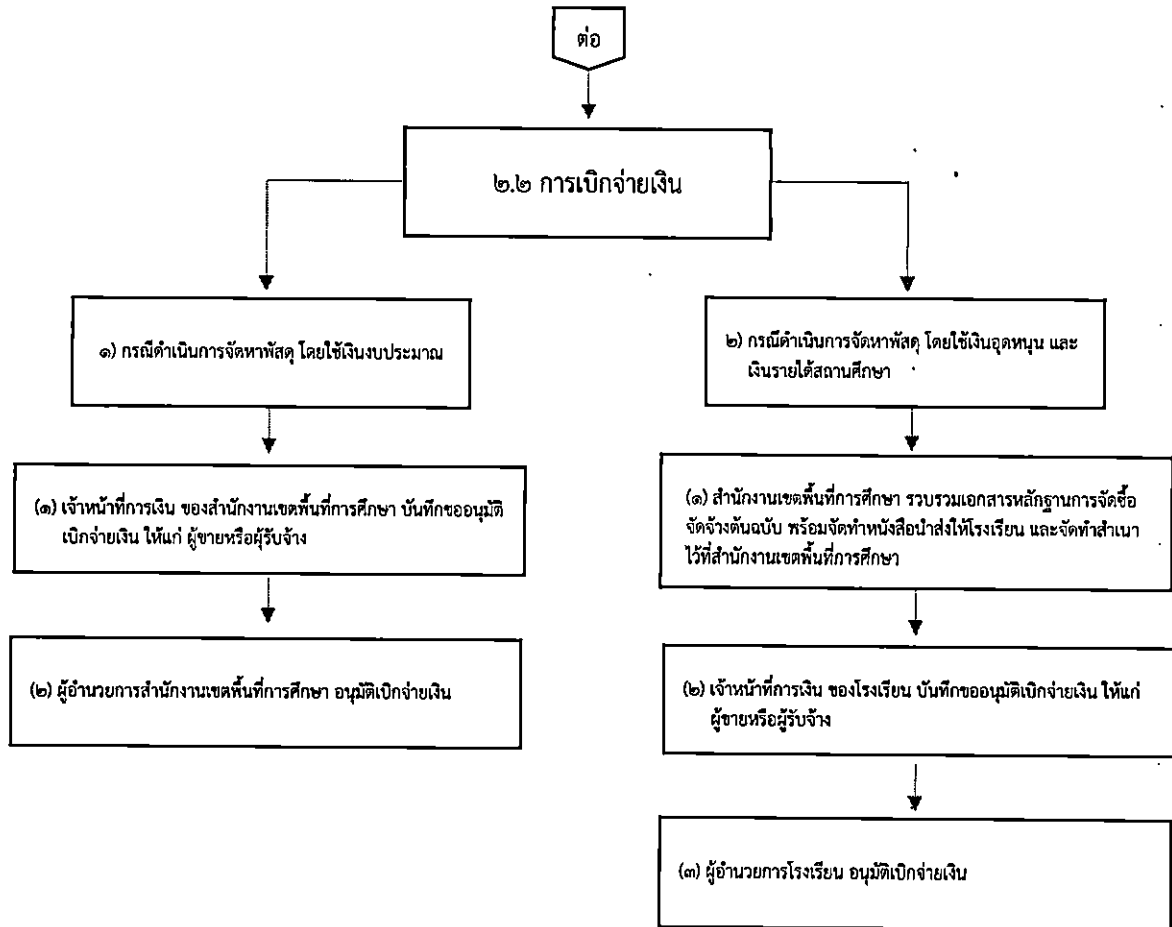 ต่อ
๒.๒ การเบิกจ่ายเงิน
๑) กรณีดำเนินการจัดหาพัสดุ โดยใช้เงินงบประมาณ
(๑) เจ้าหน้าที่การเงิน ของสำนักงานเขตพื้นที่การศึกษา บันทึกขออนุมัติ
เบิกจ่ายเงิน ให้แก่ ผู้ขายหรือผู้รับจ้าง
(๒) ผู้อำนวยการสำนักงานเขตพื้นที่การศึกษา อนุมัติเบิกจ่ายเงิน
๒) กรณีดำเนินการจัดหาพัสดุ โดยใช้เงินอุดหนุน และ
เงินรายได้สถานศึกษา
(๑) สำนักงานเขตพื้นที่การศึกษา รวบรวมเอกสารหลักฐานการจัดซื้อ
จัดจ้างต้นฉบับ พร้อมจัดทำหนังสือนำส่งให้โรงเรียน และจัดทำสำเนา
ไว้ที่สำนักงานเขตพื้นที่การศึกษา
(๒) เจ้าหน้าที่การเงิน ของโรงเรียน บันทึกขออนุมัติเบิกจ่ายเงิน ให้แก่
ผู้ขายหรือผู้รับจ้าง
(๓) ผู้อำนวยการโรงเรียน อนุมัติเบิกจ่ายเงิน